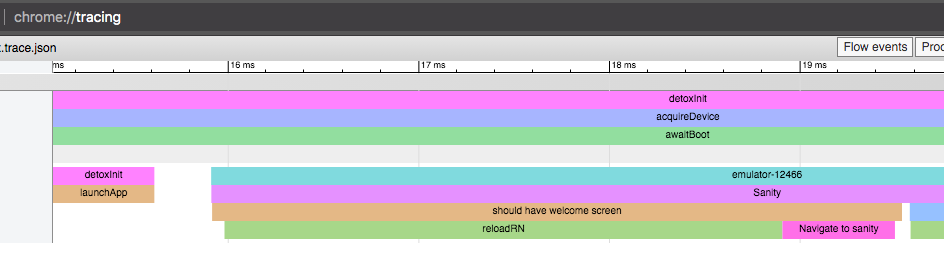 chrome://tracing
t.trace.json
Flow events
Proc
ms
16 ms
17 ms
18 ms
19 ms
detoxInit
acquireDevice
awaitBoot
detoxInit
emulator-12466
launchApp
Sanity
should have welcome screen
reloadRN
Navigate to sanity